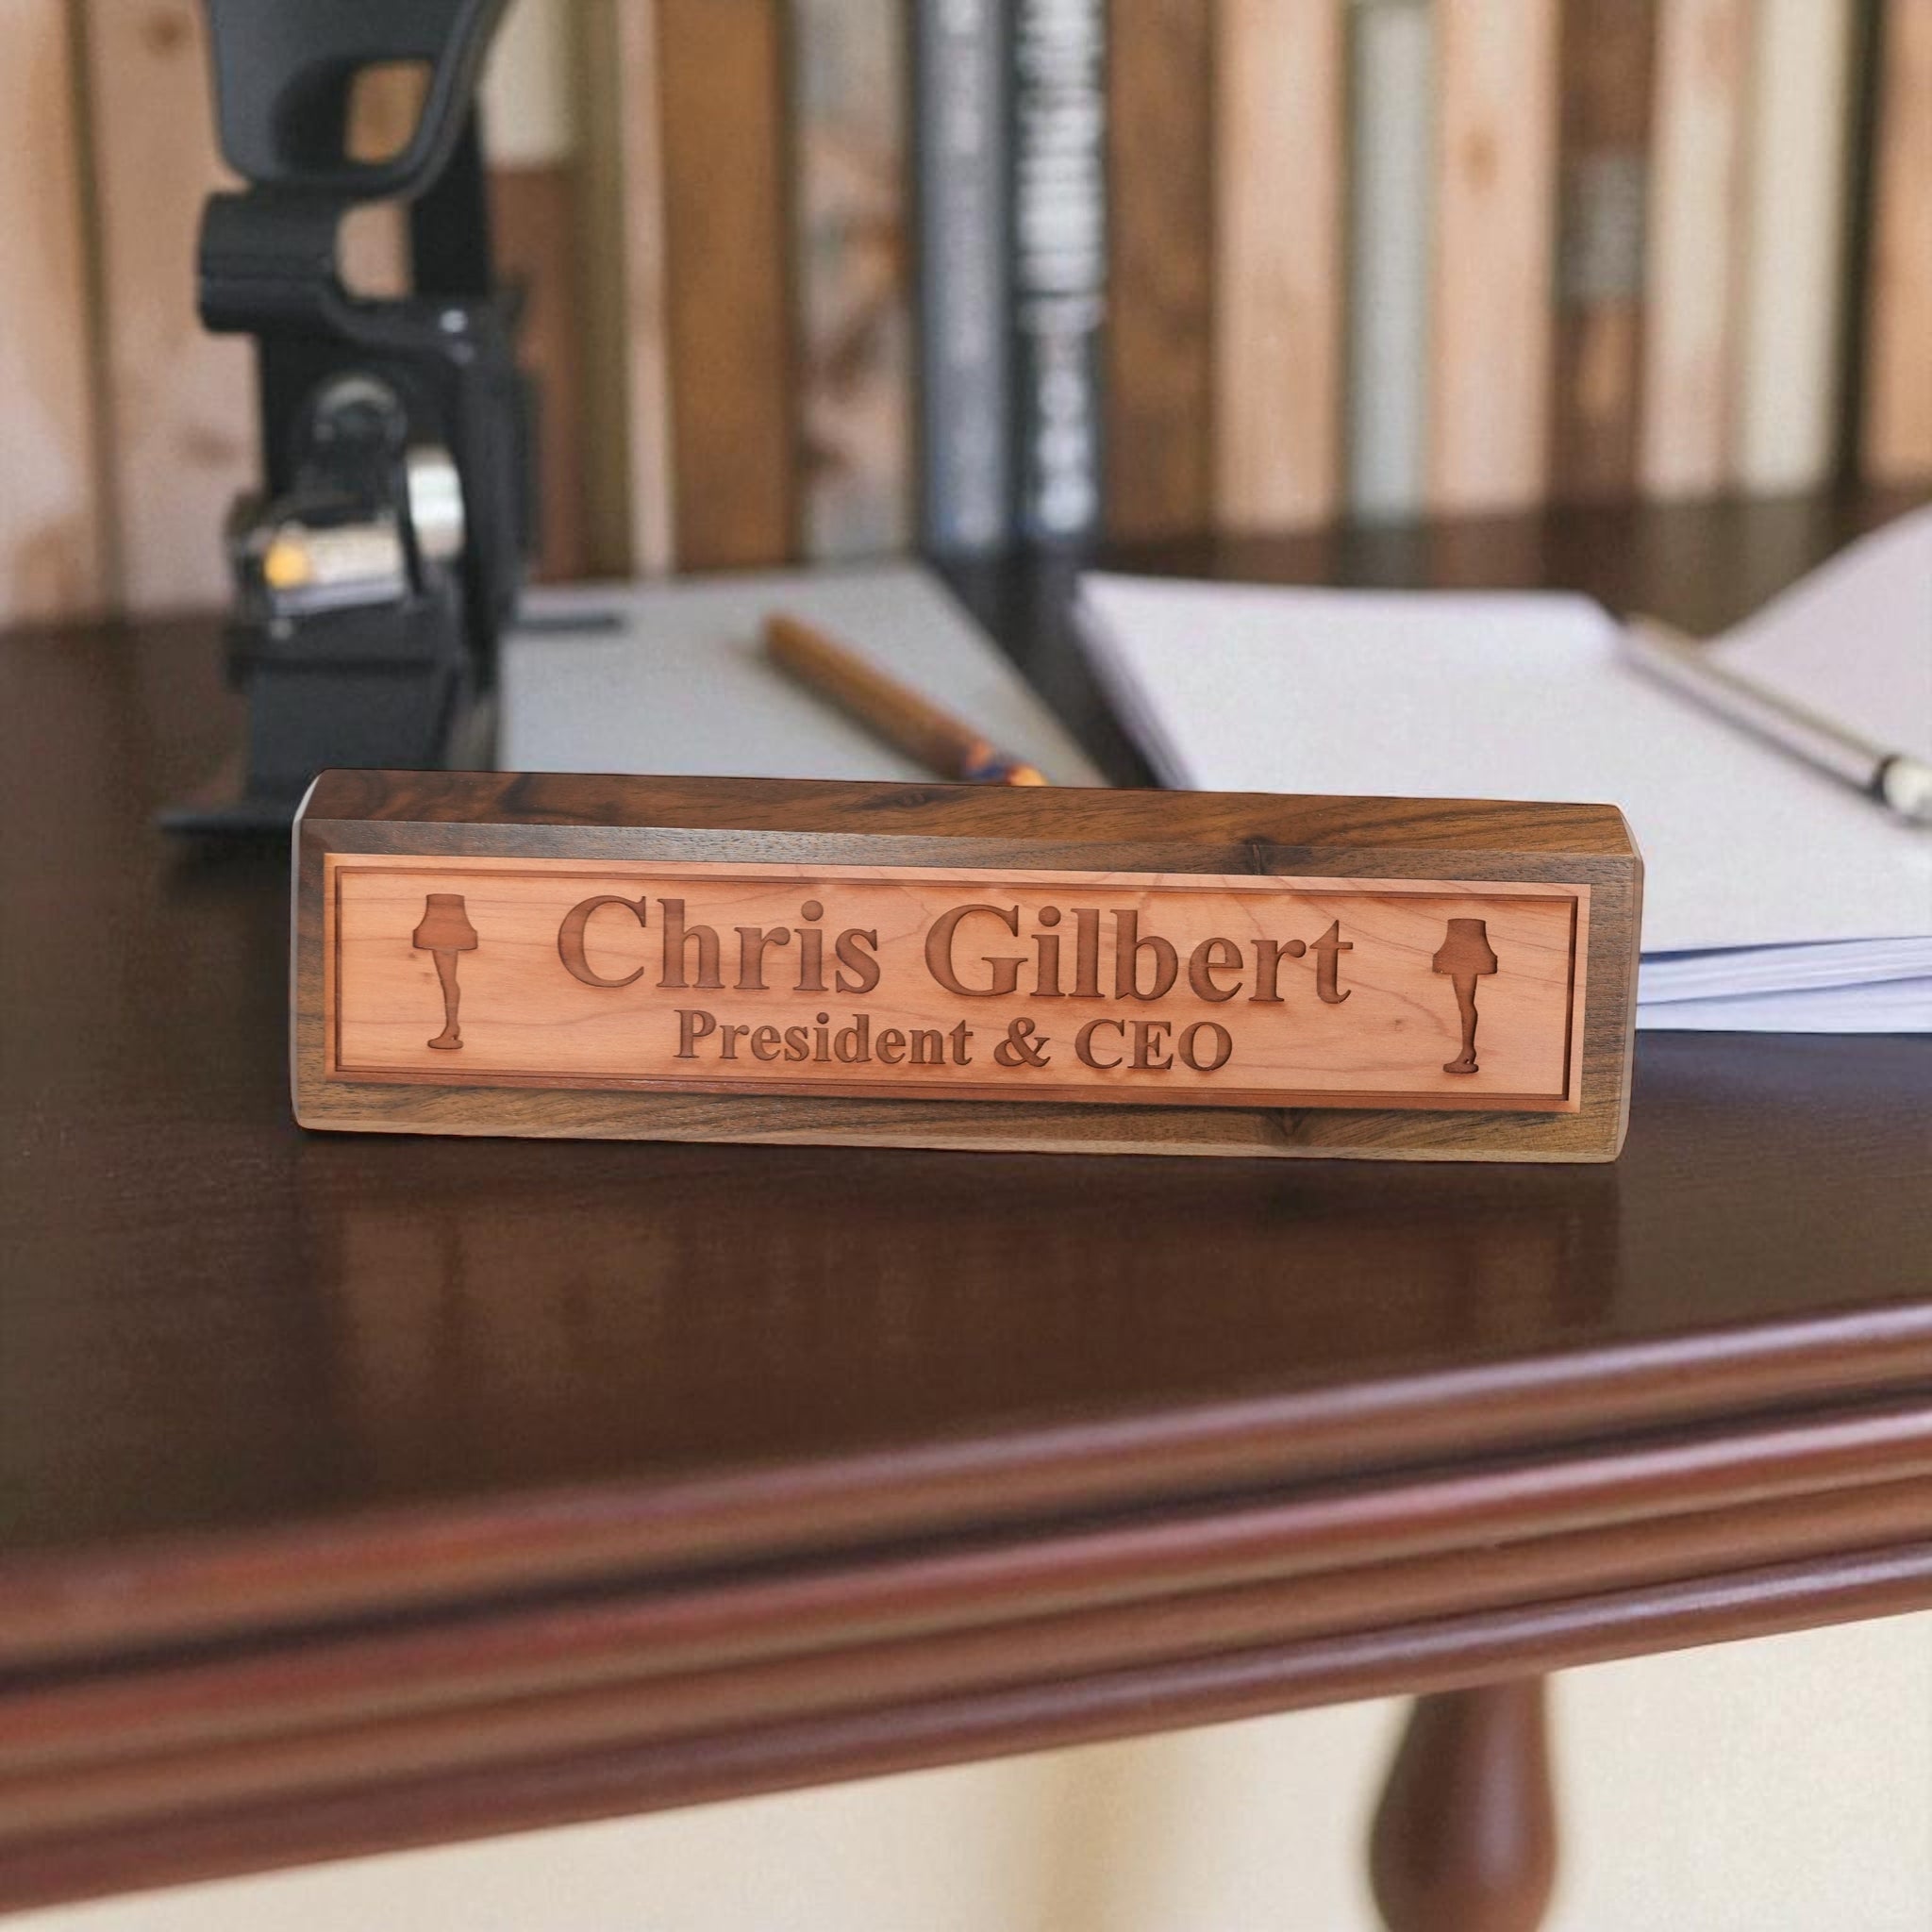 Chris Gilbert
President & CEO